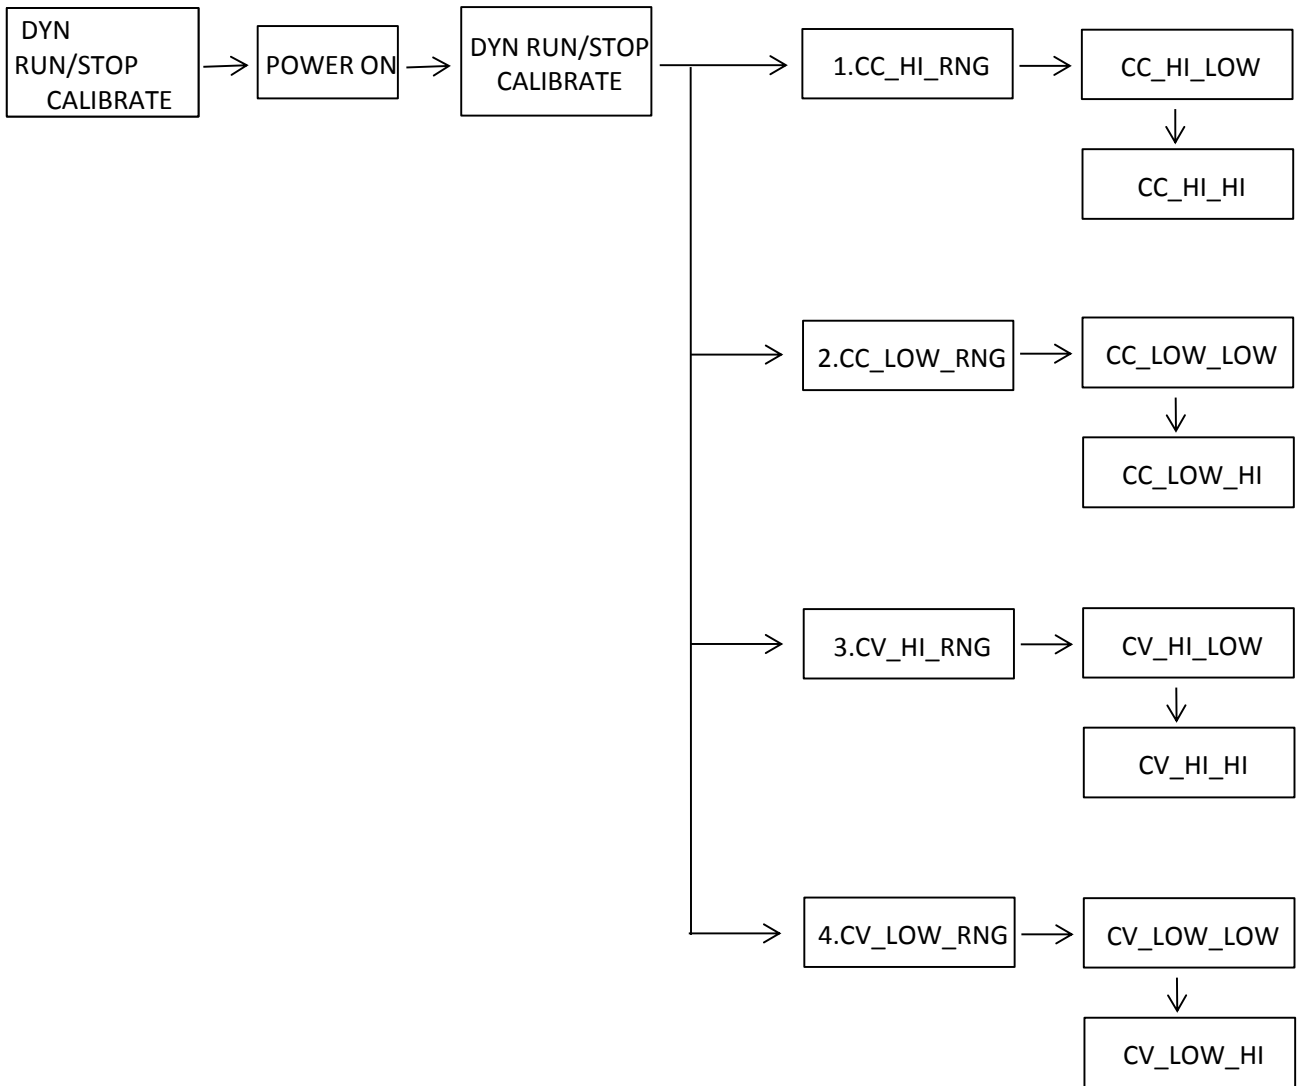 DYN
RUN/STOP
CALIBRATE
POWER ON
DYN RUN/STOP
CALIBRATE
1.CC_HI_RNG
CC_HI_LOW
CC_HI_HI
2.CC_LOW_RNG
CC_LOW_LOW
CC_LOW_HI
3.CV_HI_RNG
CV_HI_LOW
CV_HI_HI
4.CV_LOW_RNG
CV_LOW_LOW
CV_LOW_HI